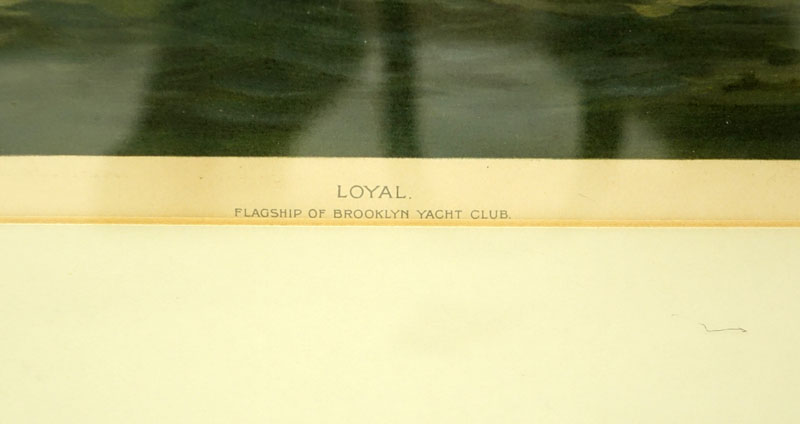 LOYAL.
FLAGSHIP OF BROOKLYN YACHT CLUB.